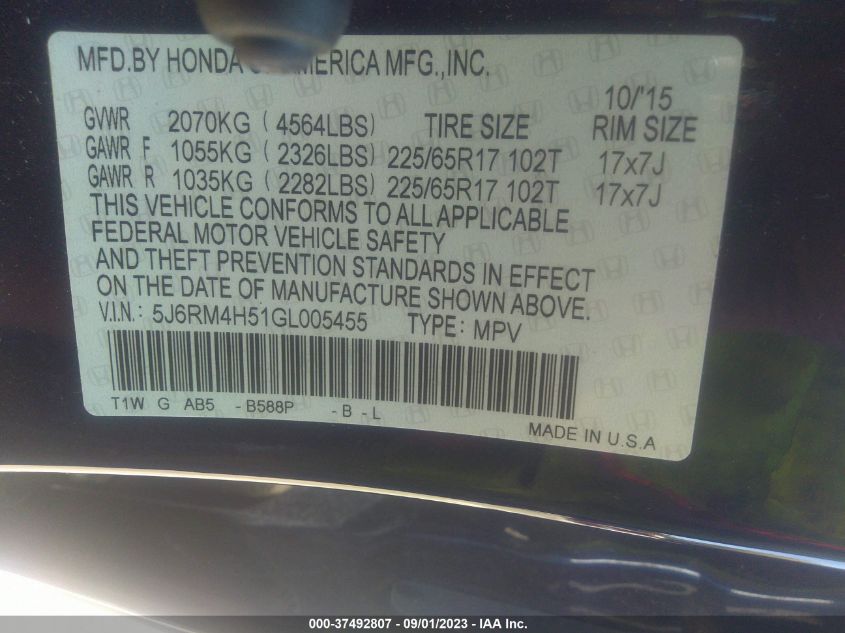 MFD.BY HONDA OF AMERICA MFG.,INC.
10/'15
GVWR 2070KG (4564LBS) TIRE SIZE RIM SIZE
GAWR F 1055KG (2326LBS) 225/65R17 102T 17x7J
GAWR R 1035KG (2282LBS) 225/65R17 102T 17x7J
THIS VEHICLE CONFORMS TO ALL APPLICABLE
FEDERAL MOTOR VEHICLE SAFETY
AND THEFT PREVENTION STANDARDS IN EFFECT
ON THE DATE OF MANUFACTURE SHOWN ABOVE.
V.I.N.: 5J6RM4H51GL005455 TYPE: MPV
T1W G AB5 -B588P -B-L
MADE IN U.S.A
000-37492807 - 09/01/2023 - IAA Inc.